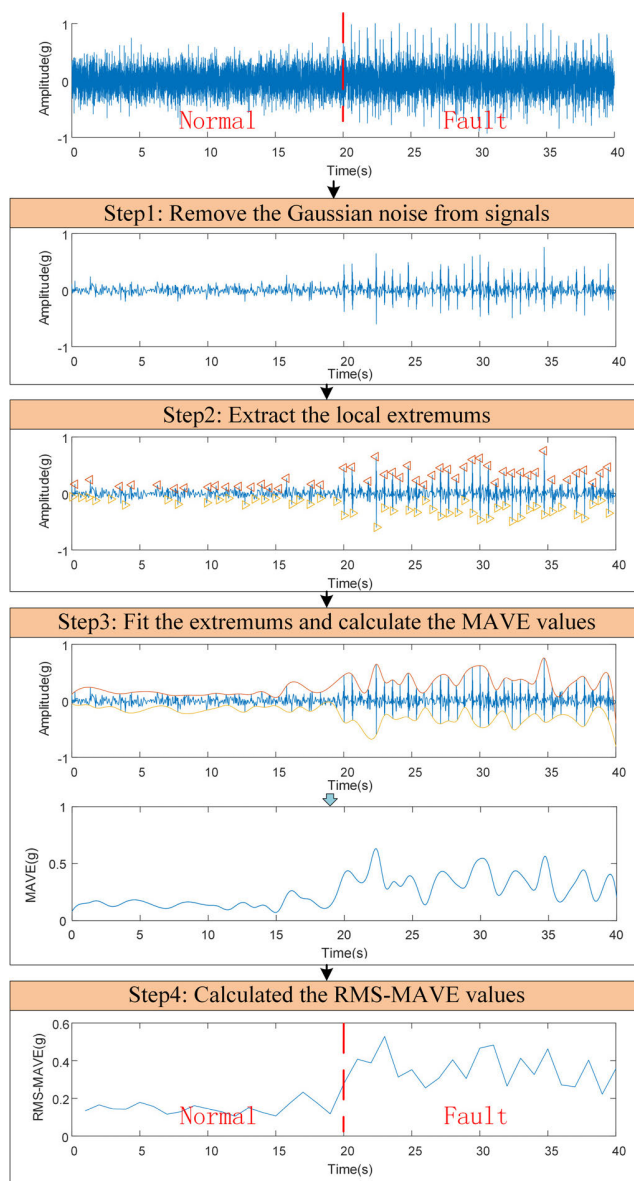 1
0
-1
Amplitude(g)
Normal
Fault
0 5 10 15 20 25 30 35 40
Time(s)
Step1: Remove the Gaussian noise from signals
1
0
-1
Amplitude(g)
0 5 10 15 20 25 30 35 40
Time(s)
Step2: Extract the local extremums
1
0
-1
Amplitude(g)
0 5 10 15 20 25 30 35 40
Time(s)
Step3: Fit the extremums and calculate the MAVE values
1
0
-1
Amplitude(g)
0 5 10 15 20 25 30 35 40
Time(s)
1
0.5
0
MAVE(g)
0 5 10 15 20 25 30 35 40
Time(s)
Step4: Calculated the RMS-MAVE values
0.6
0.4
0.2
0
RMS-MAVE(g)
Normal
Fault
0 5 10 15 20 25 30 35 40
Time(s)